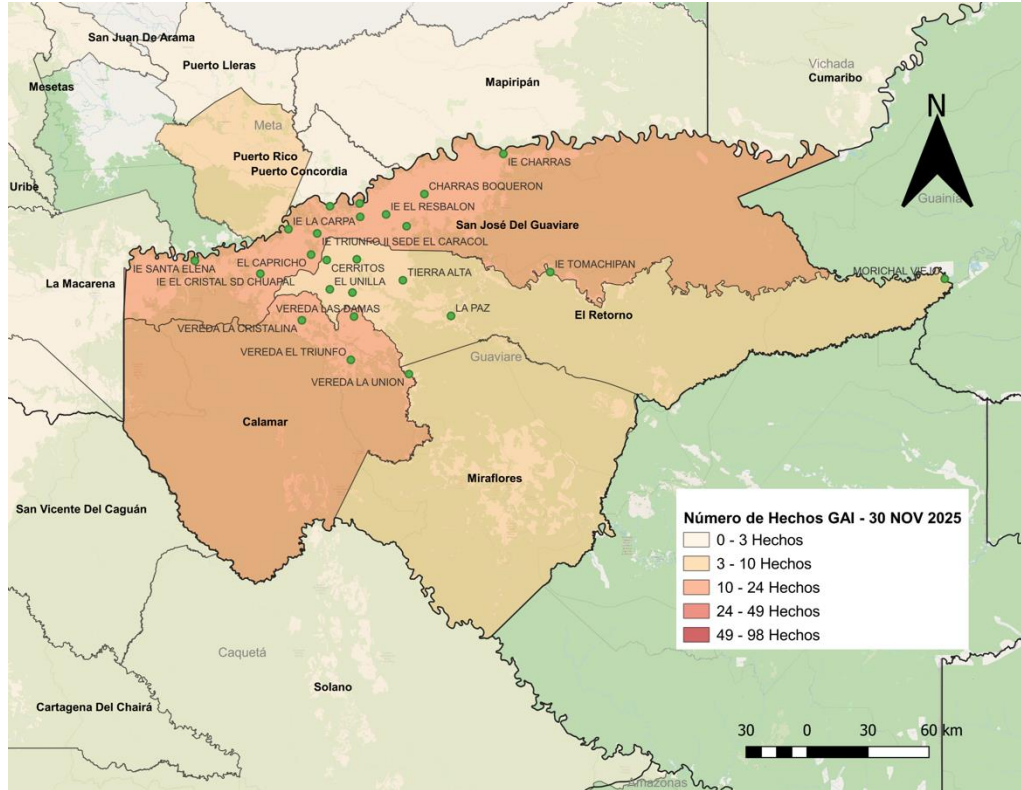 San Juan De Arama
Puerto Lleras
Vichada
Cumaribo
Mesetas
Mapiripán
N
Meta
Puerto Rico
Puerto Concordia
IE CHARRAS
Uribe
CHARRAS BOQUERON
Guainía
IE EL RESBALON
IE LA CARPA
San José Del Guaviare
IE TRIUNFO II SEDE EL CARACOL
EL CAPRICHO
CERRITOS
IE SANTA ELENA
IE EL CRISTAL SD CHUAPAL
TIERRA ALTA
IE TOMACHIPAN
MORICHAL VIEJO
La Macarena
EL UNILLA
VEREDA LAS DAMAS
LA PAZ
El Retorno
VEREDA LA CRISTALINA
VEREDA EL TRIUNFO
Guaviare
VEREDA LA UNION
Calamar
Miraflores
San Vicente Del Caguán
Número de Hechos GAI - 30 NOV 2025
0 - 3 Hechos
3 - 10 Hechos
10 - 24 Hechos
24 - 49 Hechos
49 - 98 Hechos
Caquetá
Solano
Cartagena Del Chairá
30 0 30 60 km
Amazonas